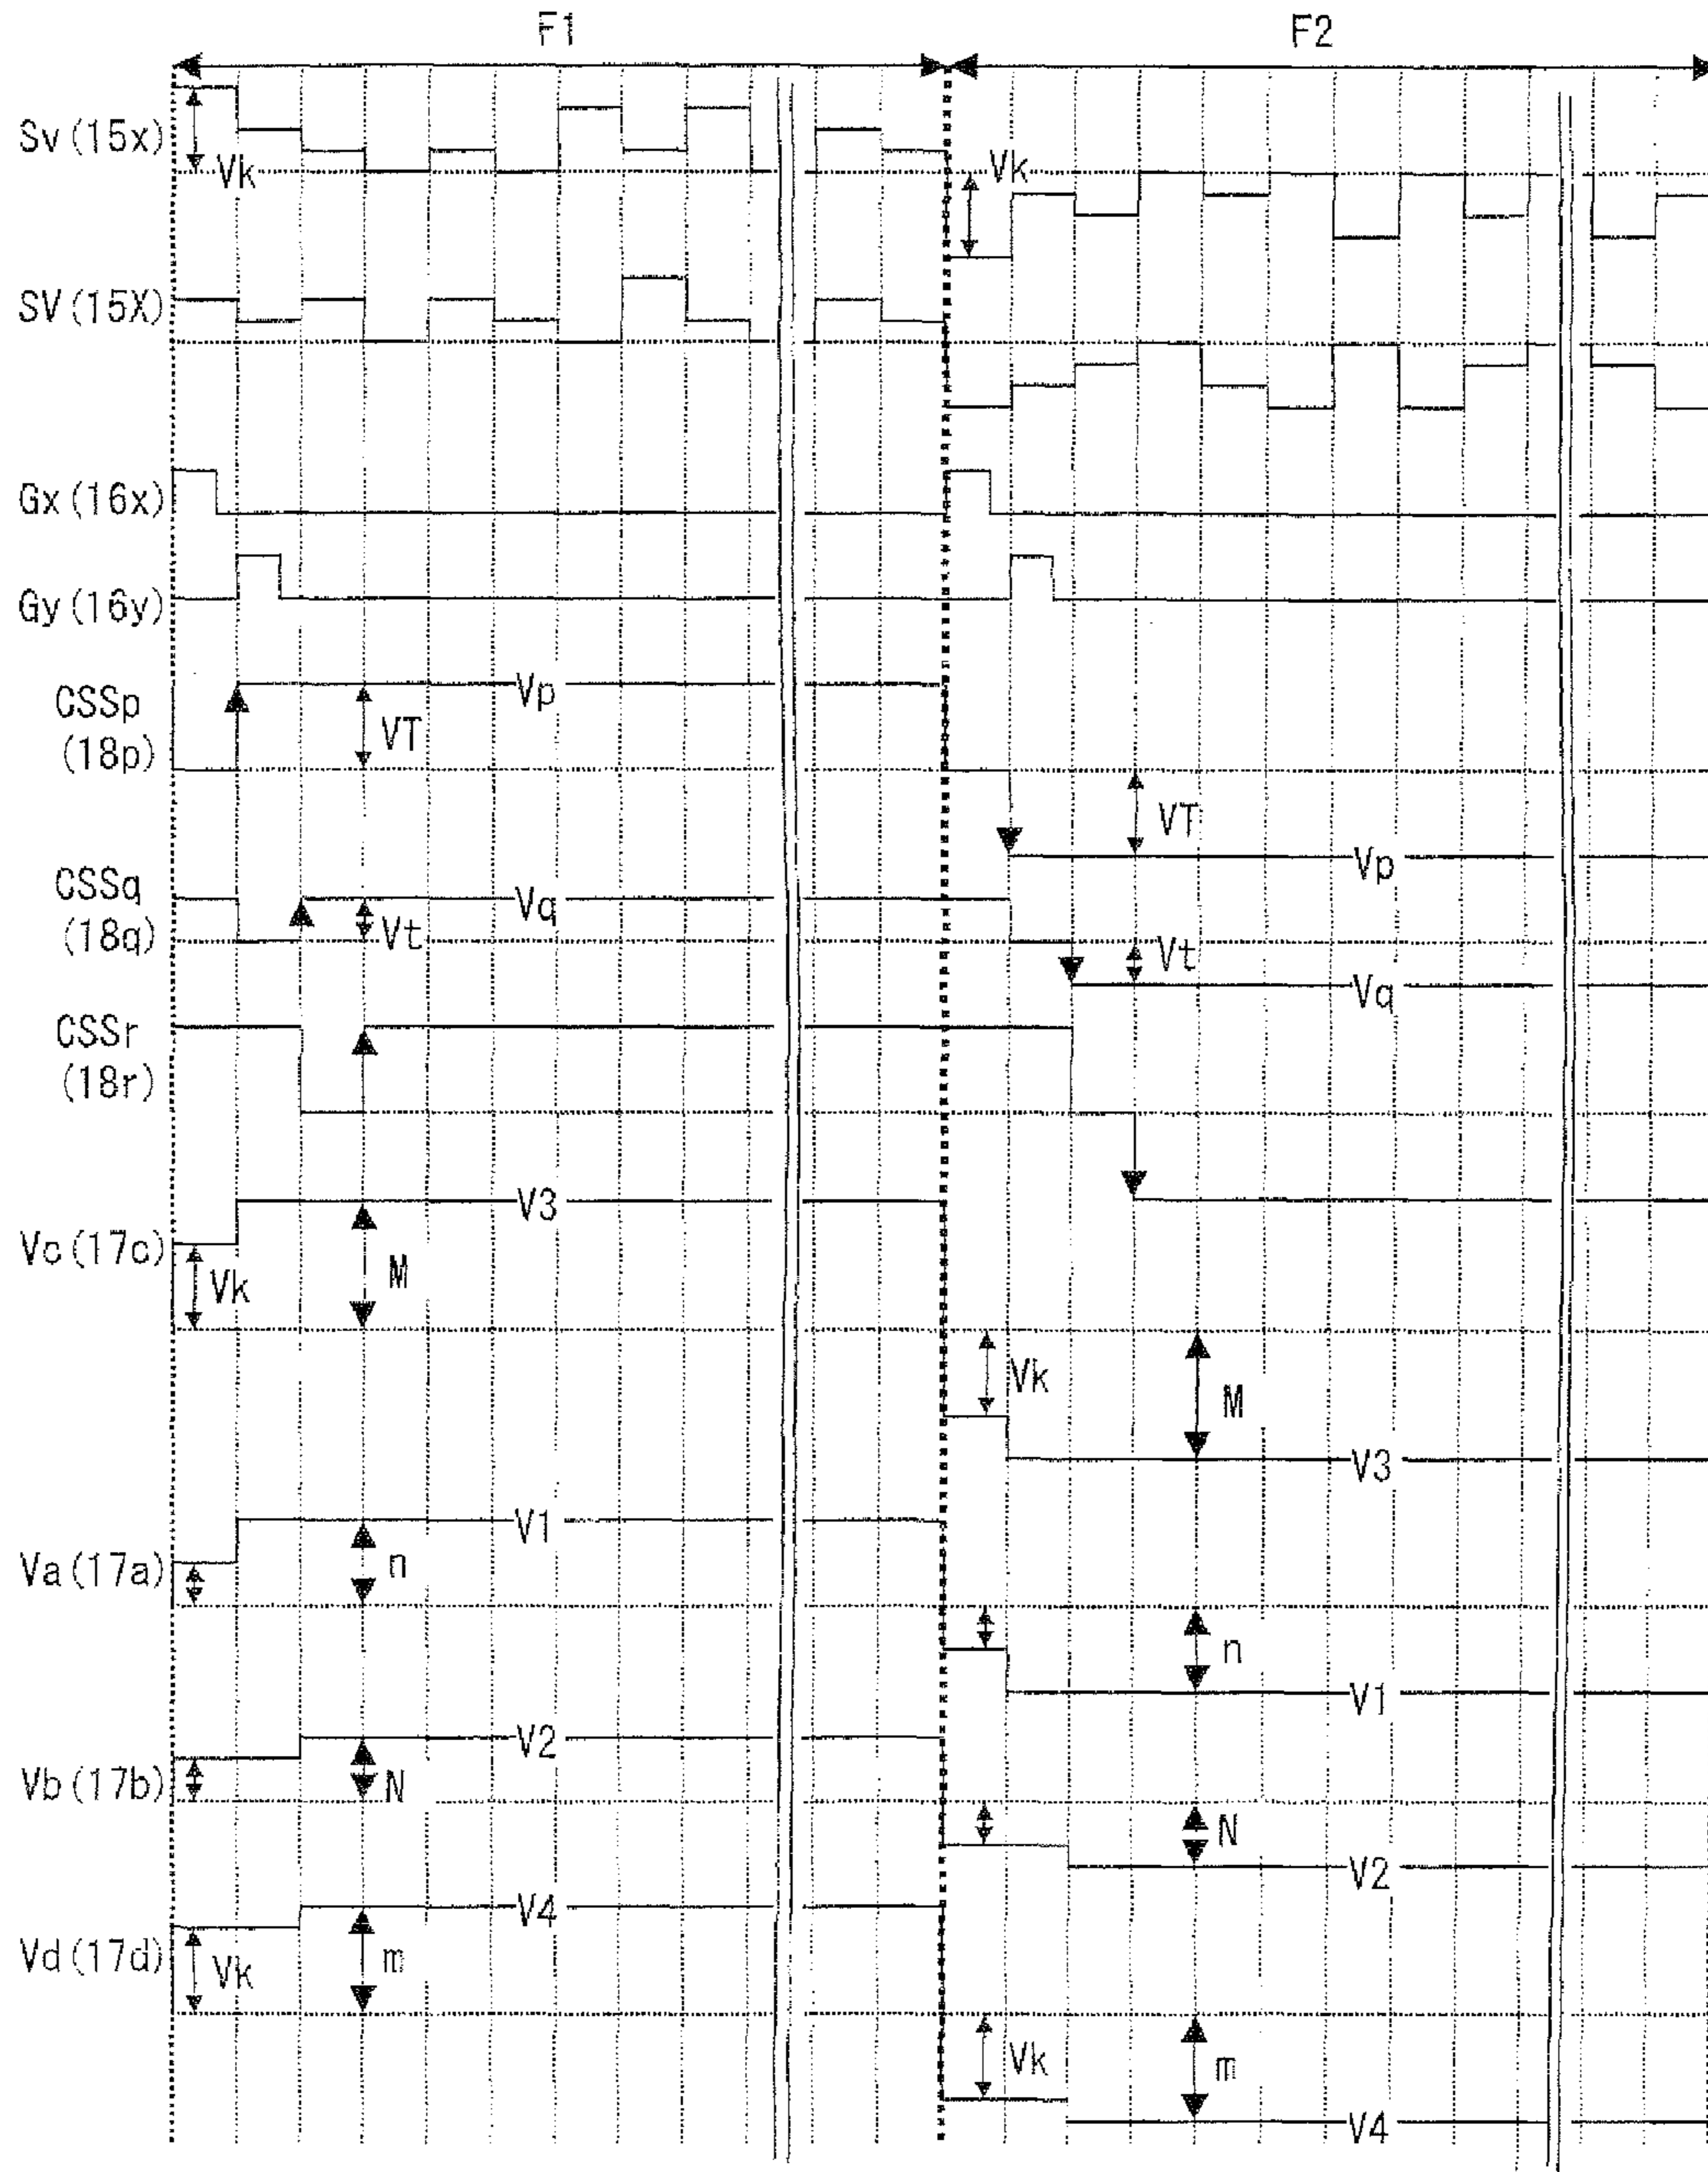 F1 F2
Sv(15x) Vk Vk
SV(15X)
Gx(16x)
Gy(16y)
CSSp Vp
(18p) VT VT
Vp
CSSq Vq
(18q) Vt Vt
Vq
CSSr
(18r)
V3
Vc(17c) Vk M
Vk M
V3
V1
Va(17a) n
n
V1
V2
Vb(17b) N
N
V2
V4
Vd(17d) Vk m
Vk m
V4